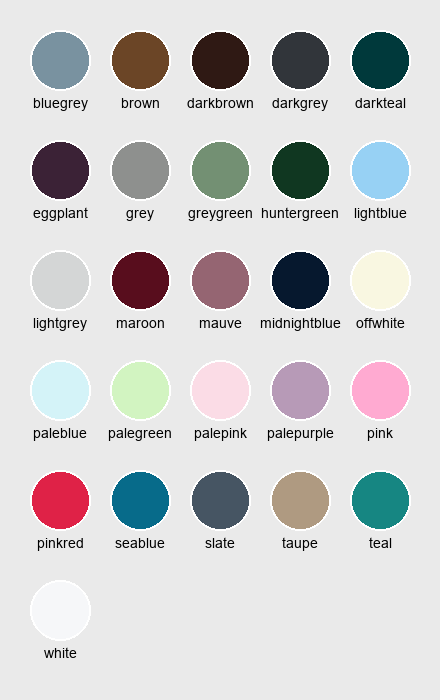 bluegrey brown darkbrown darkgrey darkteal
eggplant grey greygreen huntergreen lightblue
lightgrey maroon mauve midnightblue offwhite
paleblue palegreen palepink palepurple pink
pinkred seablue slate taupe teal
white